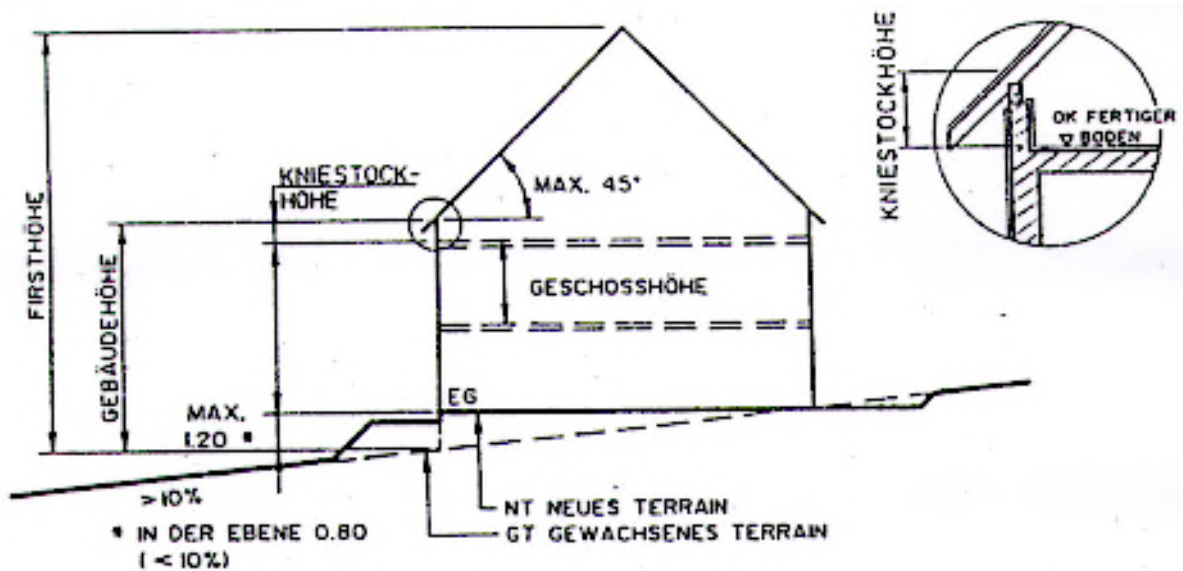 FIRSTHÖHE
GEBÄUDEHÖHE
KNIESTOCK-
HÖHE
MAX. 45°
GESCHOSSHÖHE
EG
MAX.
1.20 *
>10%
* IN DER EBENE 0.80
(<10%)
NT NEUES TERRAIN
GT GEWACHSENES TERRAIN
KNIESTOCKHÖHE
OK FERTIGER
BODEN